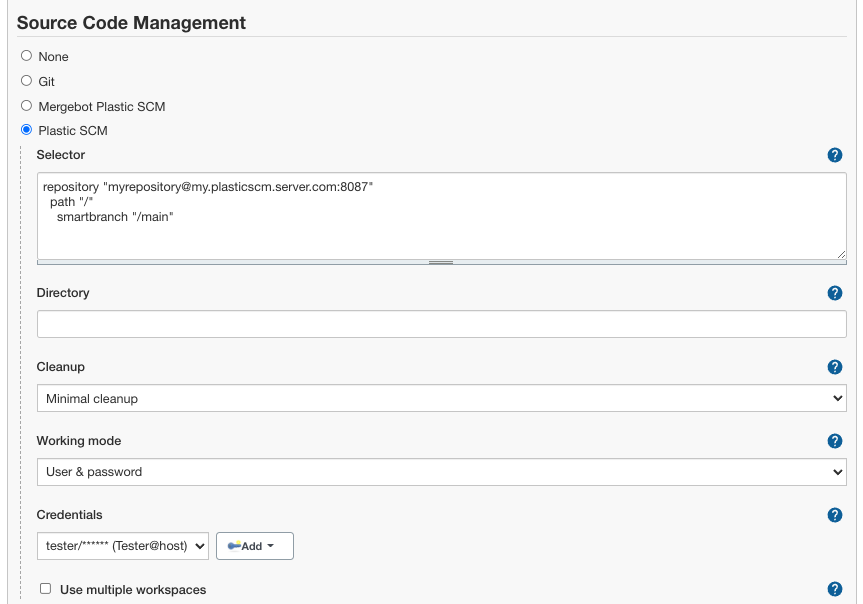 Source Code Management
None
Git
Mergebot Plastic SCM
Plastic SCM
Selector
repository "myrepository@my.plasticscm.server.com:8087"
path "/"
smartbranch "/main"
Directory
Cleanup
Minimal cleanup
Working mode
User & password
Credentials
tester/****** (Tester@host)
Add
Use multiple workspaces